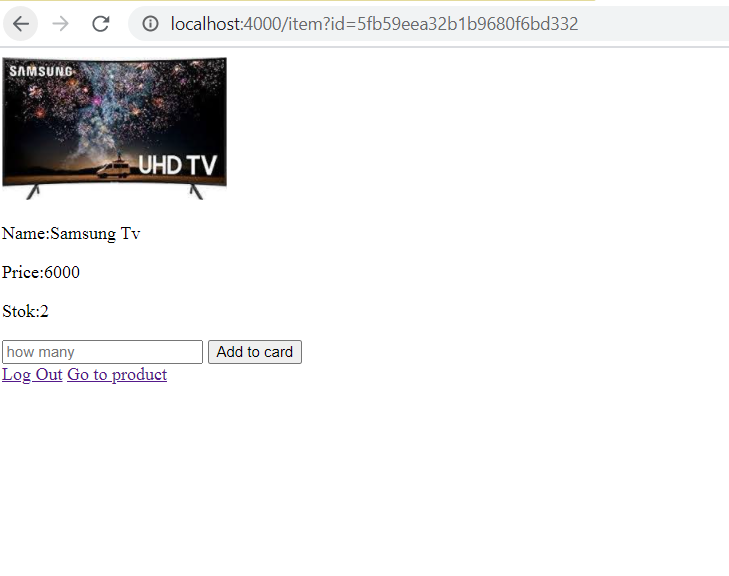 localhost:4000/item?id=5fb59eea32b1b9680f6bd332
SAMSUNG
UHD TV
Name:Samsung Tv
Price:6000
Stok:2
how many Add to card
Log Out Go to product